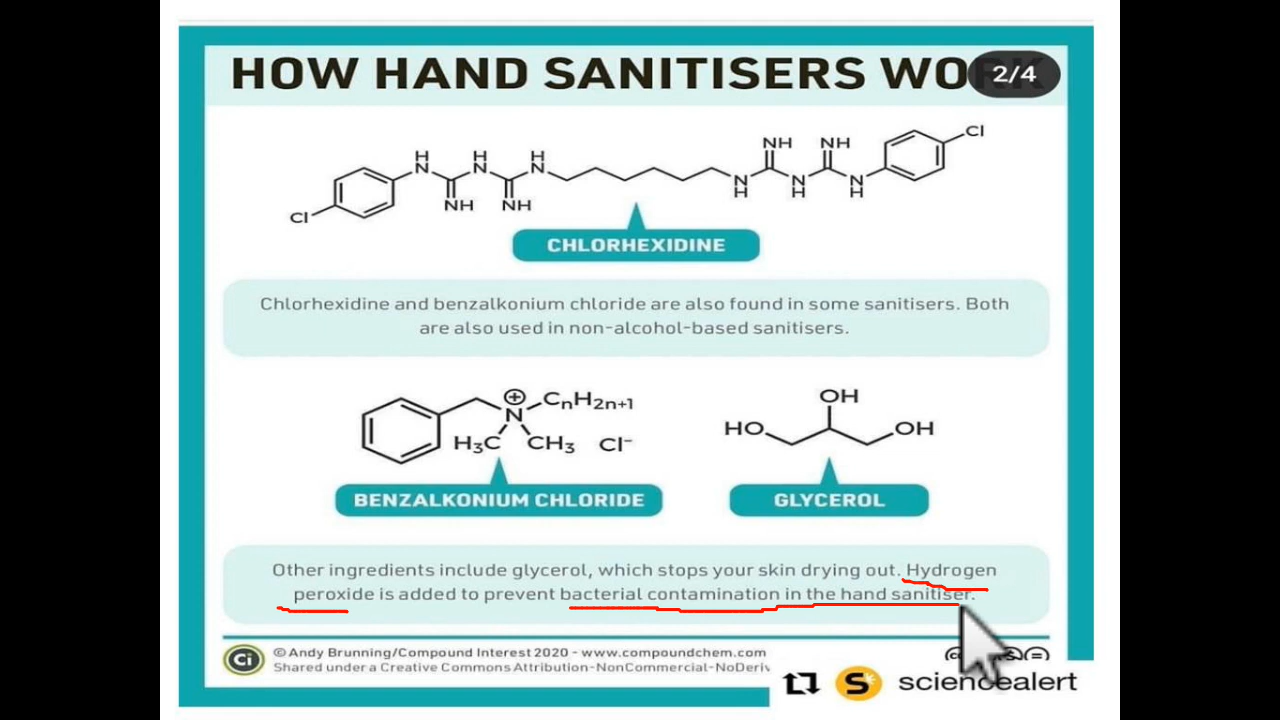 HOW HAND SANITISERS WO
2/4
Cl
H
N
H
N
H
N
NH
NH
N
H
NH
N
H
NH
N
H
Cl
CHLORHEXIDINE
Chlorhexidine and benzalkonium chloride are also found in some sanitisers. Both
are also used in non-alcohol-based sanitisers.
⊕
N
CnH2n+1
H3C
CH3
Cl−
OH
HO
OH
BENZALKONIUM CHLORIDE
GLYCEROL
Other ingredients include glycerol, which stops your skin drying out. Hydrogen
peroxide is added to prevent bacterial contamination in the hand sanitiser.
Ci
© Andy Brunning/Compound Interest 2020 - www.compoundchem.com
Shared under a Creative Commons Attribution-NonCommercial-NoDeriv
S
sciencealert